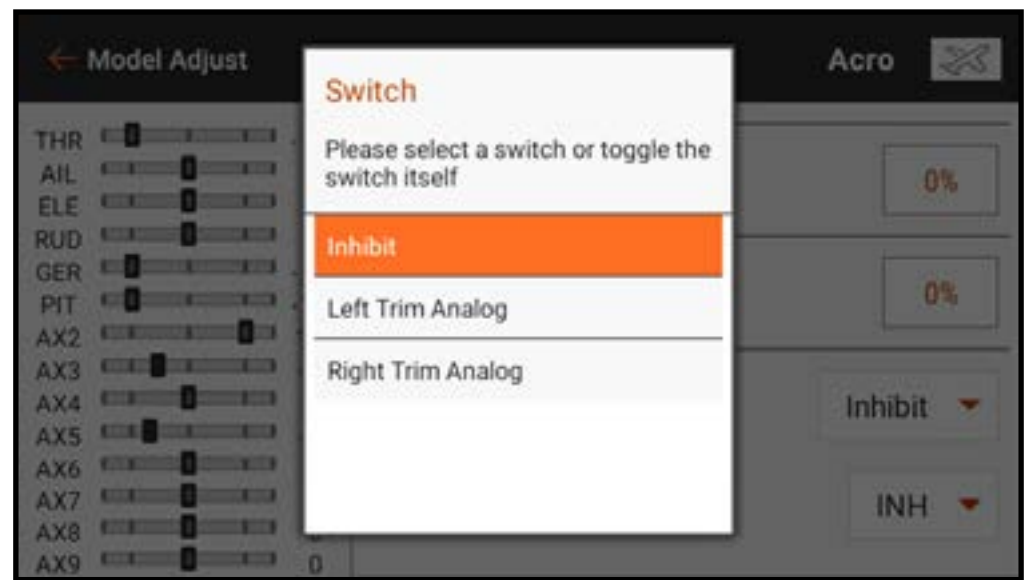 Model Adjust
Acro
Switch
Please select a switch or toggle the
switch itself
Inhibit
Left Trim Analog
Right Trim Analog
THR
AIL
ELE
RUD
GER
PIT
AX2
AX3
AX4
AX5
AX6
AX7
AX8
AX9 0
0%
0%
Inhibit
INH